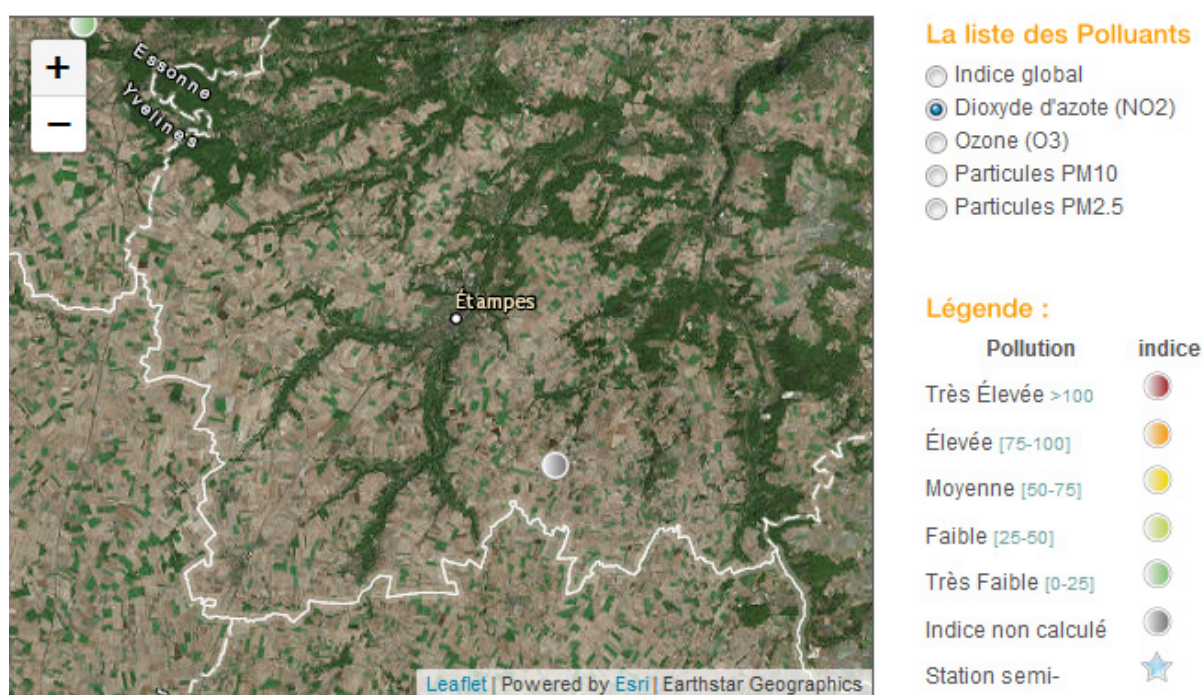 +
−
Essonne
Yvelines
Étampes
Leaflet | Powered by Esri | Earthstar Geographics
La liste des Polluants
Indice global
Dioxyde d'azote (NO2)
Ozone (O3)
Particules PM10
Particules PM2.5
Légende :
Pollution indice
Très Élevée >100
Élevée [75-100]
Moyenne [50-75]
Faible [25-50]
Très Faible [0-25]
Indice non calculé
Station semi-